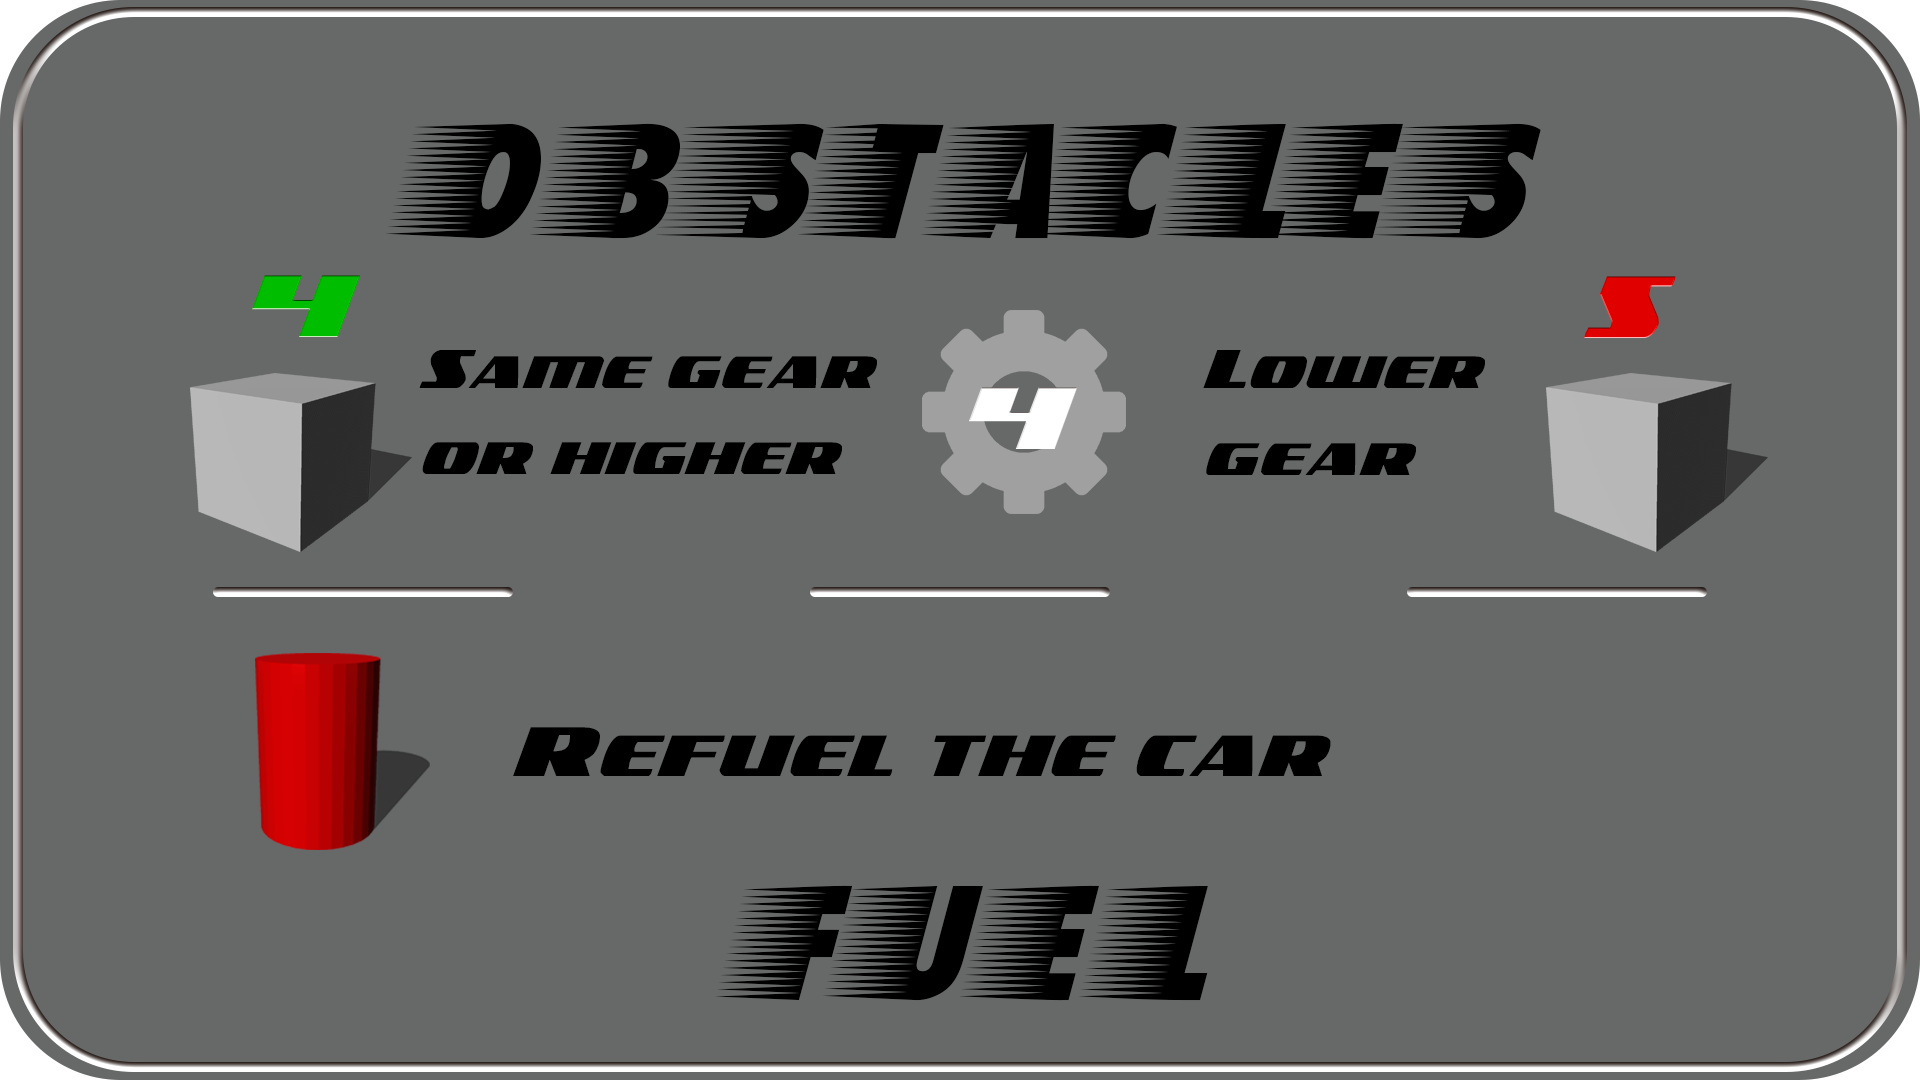 OBSTACLES
4
Same gear
or higher
4
Lower
gear
5
Refuel the car
FUEL